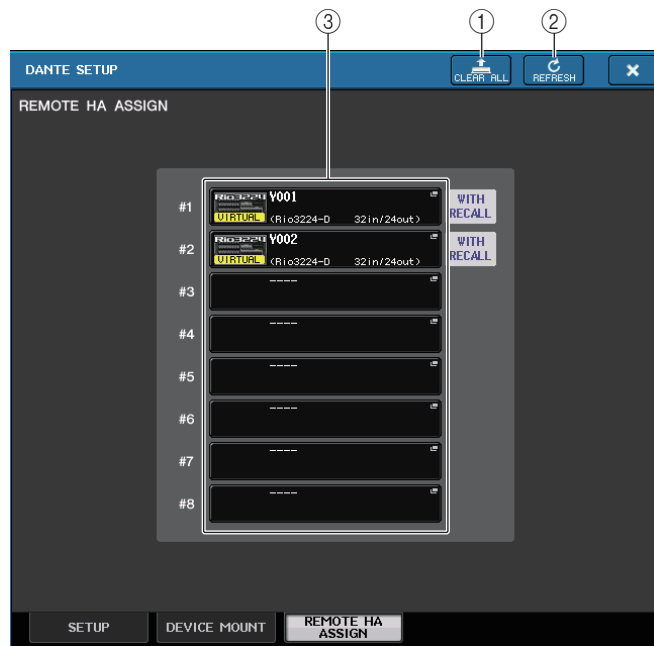 ③ ① ②
DANTE SETUP CLEAR ALL REFRESH ×
REMOTE HA ASSIGN
#1 Rio3224 VIRTUAL Y001 (Rio3224-D 32in/24out) WITH RECALL
#2 Rio3224 VIRTUAL Y002 (Rio3224-D 32in/24out) WITH RECALL
#3 ----
#4 ----
#5 ----
#6 ----
#7 ----
#8 ----
SETUP DEVICE MOUNT REMOTE HA ASSIGN